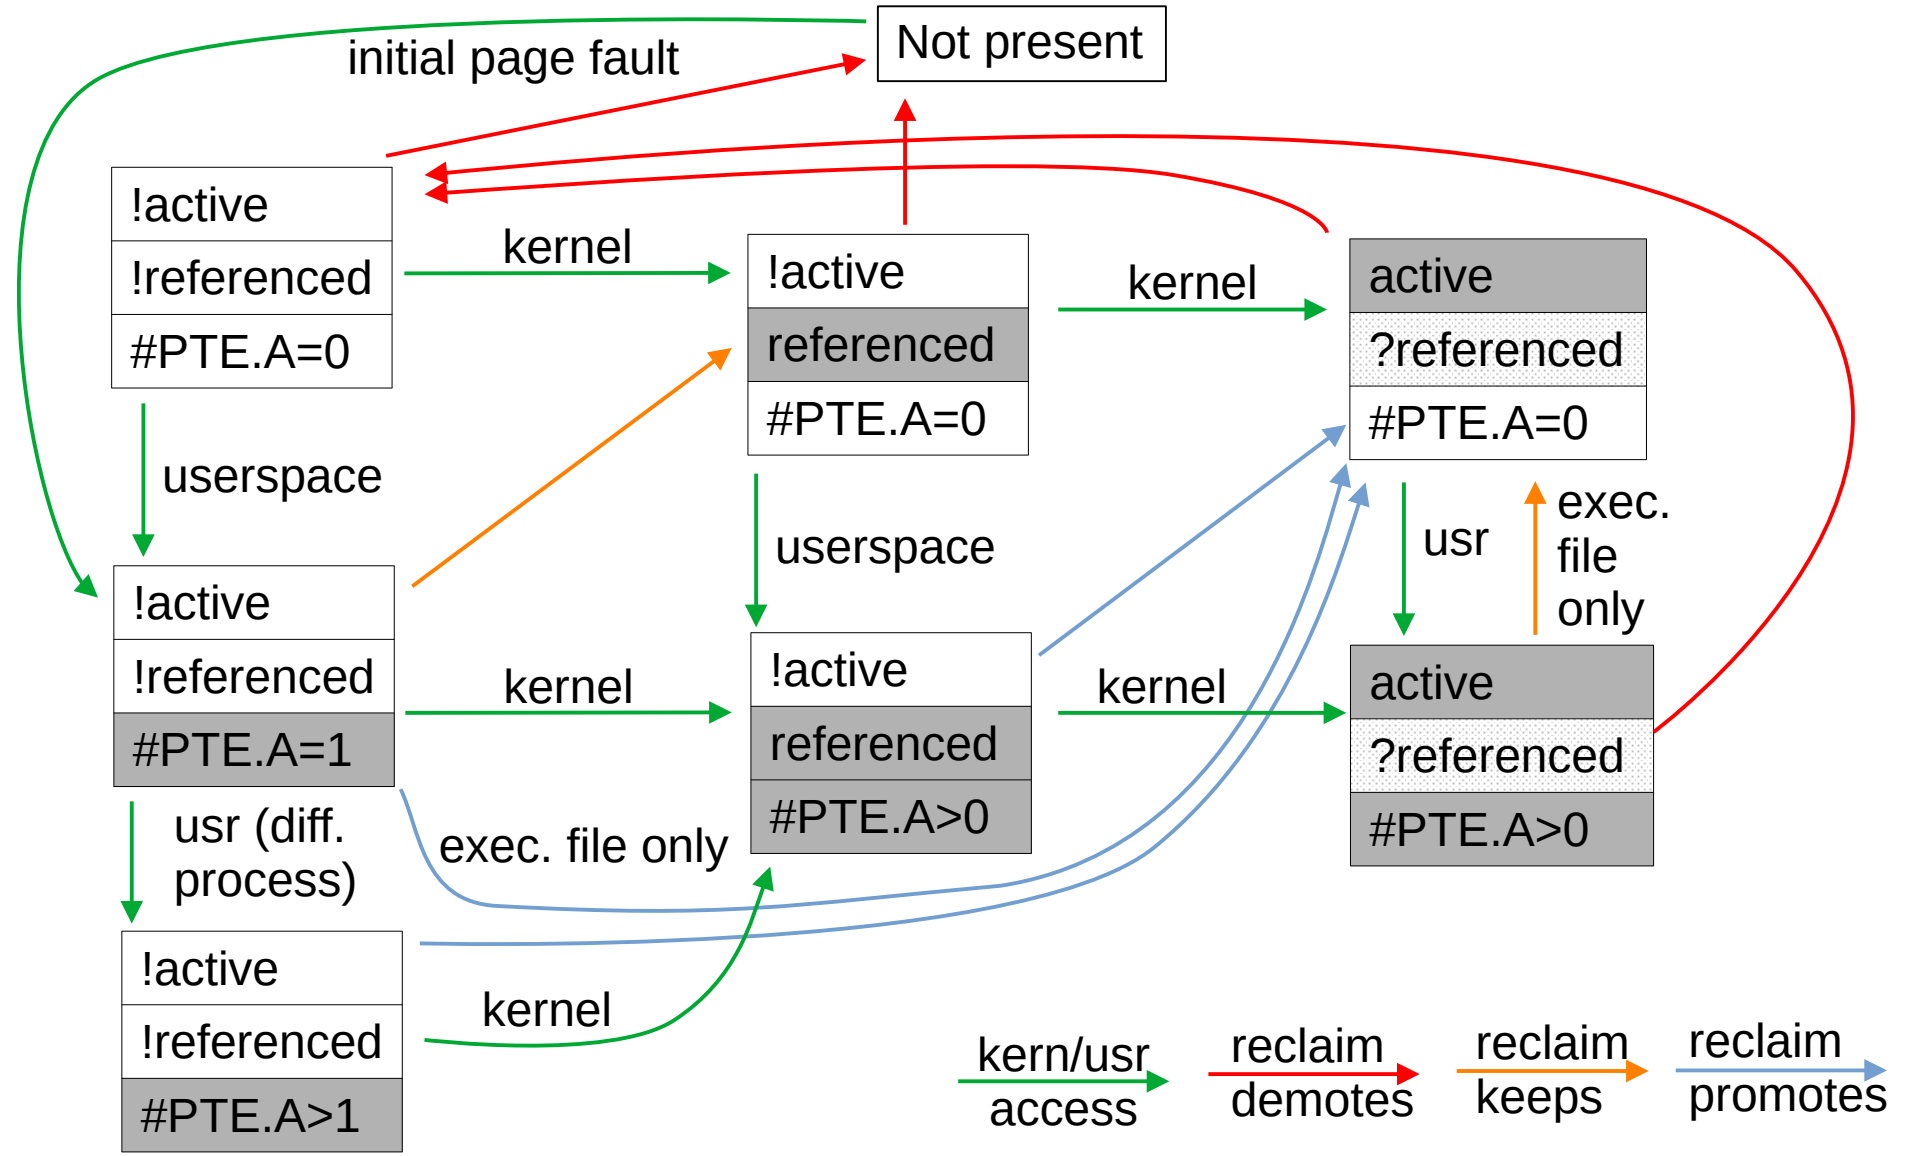 Not present
initial page fault
!active
!referenced
#PTE.A=0
kernel
!active
referenced
#PTE.A=0
kernel
active
?referenced
#PTE.A=0
userspace
userspace
usr
exec.
file
only
!active
!referenced
#PTE.A=1
kernel
!active
referenced
#PTE.A>0
kernel
active
?referenced
#PTE.A>0
usr (diff.
process)
exec. file only
!active
!referenced
#PTE.A>1
kernel
kern/usr
access
reclaim
demotes
reclaim
keeps
reclaim
promotes